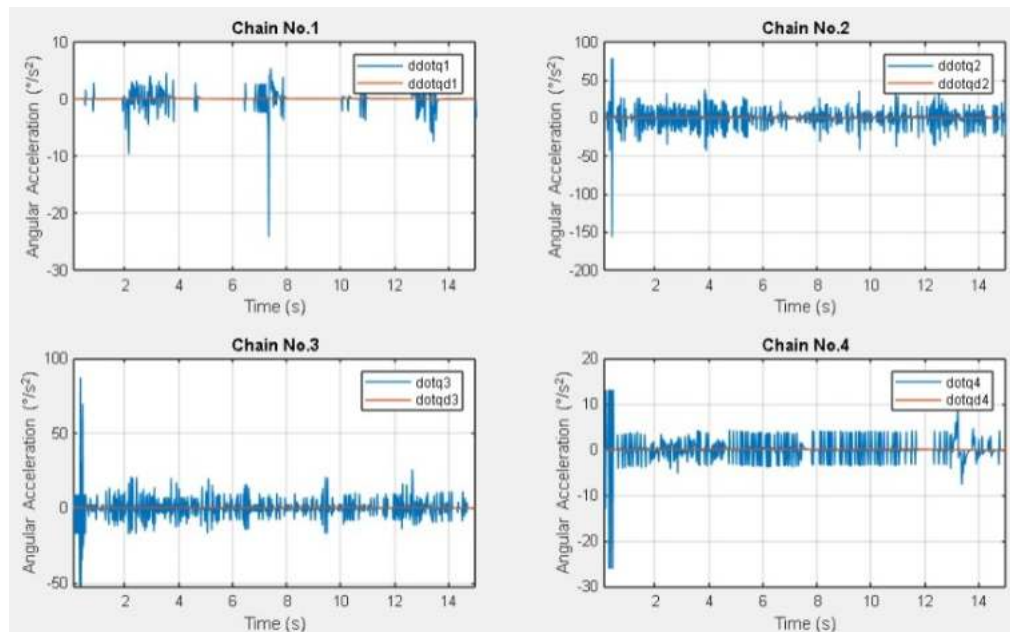 Chain No.1
10
0
-10
-20
-30
Angular Acceleration (°/s²)
ddotq1
ddotqd1
2 4 6 8 10 12 14
Time (s)
Chain No.2
100
50
0
-50
-100
-150
-200
Angular Acceleration (°/s²)
ddotq2
ddotqd2
2 4 6 8 10 12 14
Time (s)
Chain No.3
100
50
0
-50
Angular Acceleration (°/s²)
dotq3
dotqd3
2 4 6 8 10 12 14
Time (s)
Chain No.4
20
10
0
-10
-20
-30
Angular Acceleration (°/s²)
dotq4
dotqd4
2 4 6 8 10 12 14
Time (s)